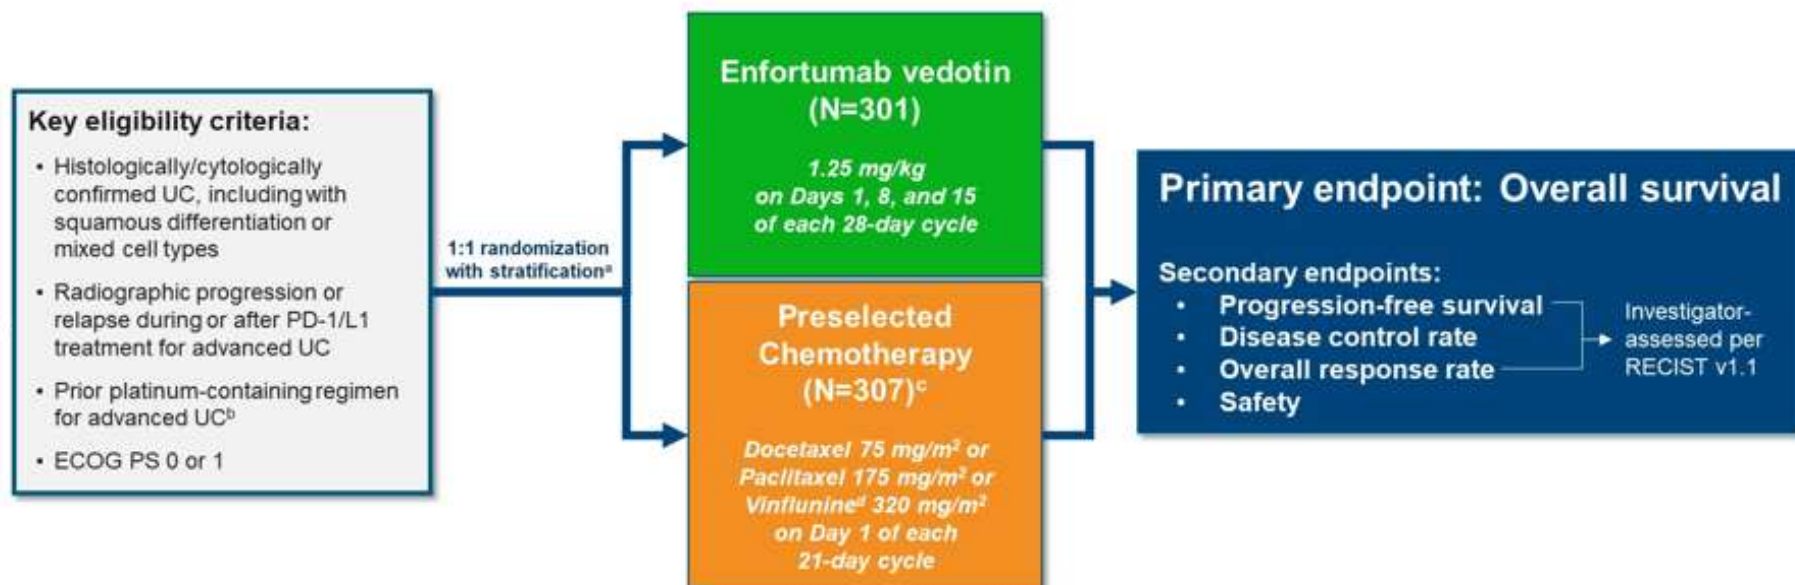 Key eligibility criteria:
• Histologically/cytologically
confirmed UC, including with
squamous differentiation or
mixed cell types
• Radiographic progression or
relapse during or after PD-1/L1
treatment for advanced UC
• Prior platinum-containing regimen
for advanced UCᵇ
• ECOG PS 0 or 1
1:1 randomization
with stratificationᵃ
Enfortumab vedotin
(N=301)
1.25 mg/kg
on Days 1, 8, and 15
of each 28-day cycle
Preselected
Chemotherapy
(N=307)ᶜ
Docetaxel 75 mg/m² or
Paclitaxel 175 mg/m² or
Vinflunineᵈ 320 mg/m²
on Day 1 of each
21-day cycle
Primary endpoint: Overall survival
Secondary endpoints:
• Progression-free survival
• Disease control rate
• Overall response rate
• Safety
Investigator-
assessed per
RECIST v1.1